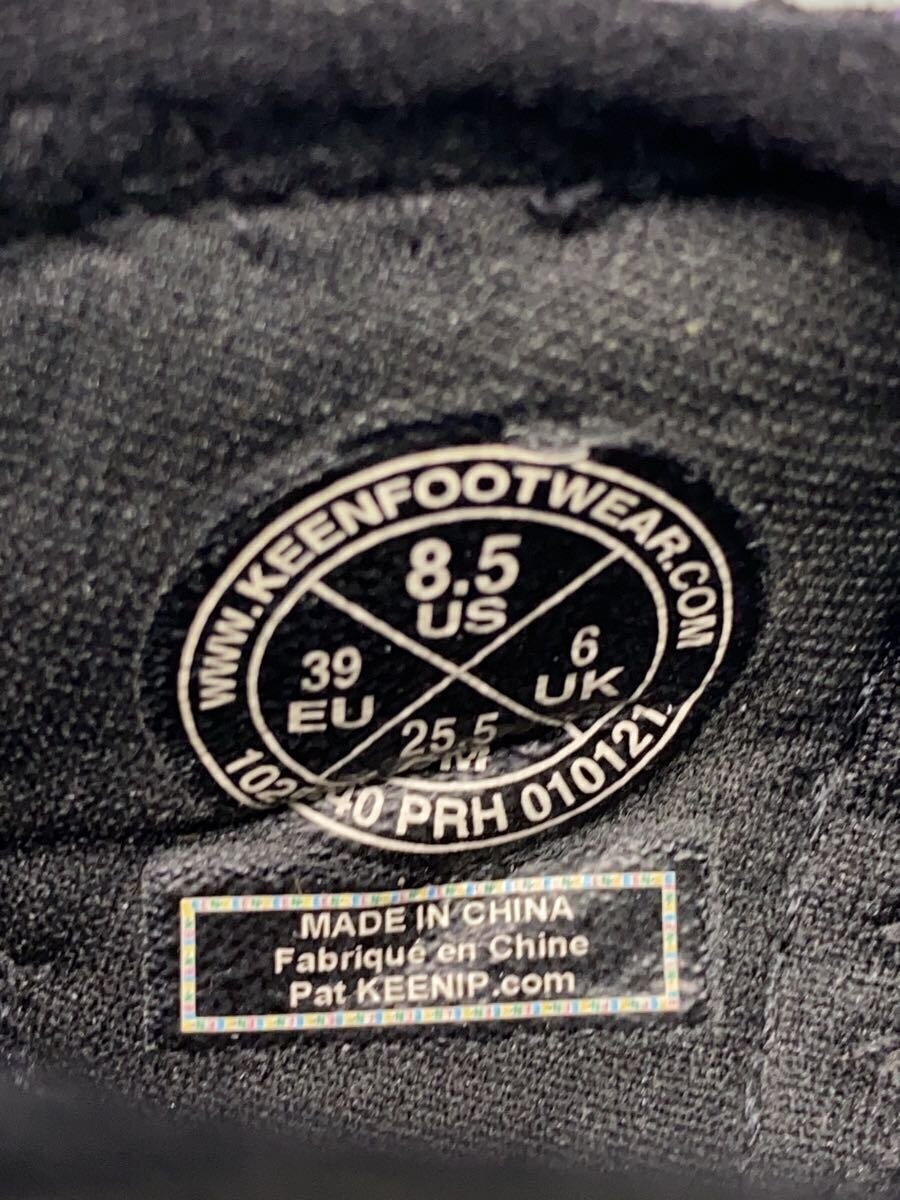 WWW.KEENFOOTWEAR.COM
8.5
US
39
EU
6
UK
25.5
PRH 010121
MADE IN CHINA
Fabriqué en Chine
Pat KEENIP.com